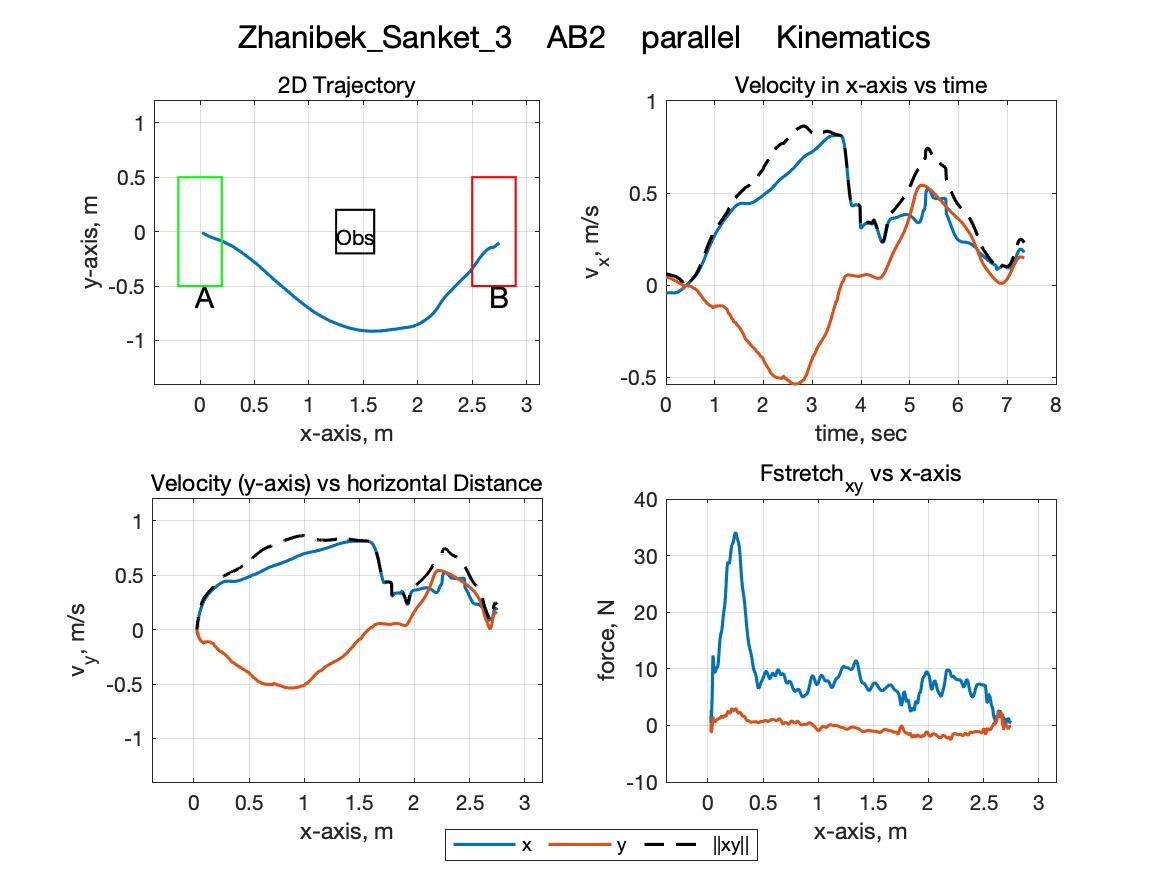 Zhanibek_Sanket_3 AB2 parallel Kinematics
2D Trajectory
1
0.5
0
-0.5
-1
y-axis, m
Obs
A
B
0 0.5 1 1.5 2 2.5 3
x-axis, m
Velocity in x-axis vs time
1
0.5
0
-0.5
v_x, m/s
0 1 2 3 4 5 6 7 8
time, sec
Velocity (y-axis) vs horizontal Distance
1
0.5
0
-0.5
-1
v_y, m/s
0 0.5 1 1.5 2 2.5 3
x-axis, m
Fstretch_xy vs x-axis
40
30
20
10
0
-10
force, N
0 0.5 1 1.5 2 2.5 3
x-axis, m
x y ||xy||